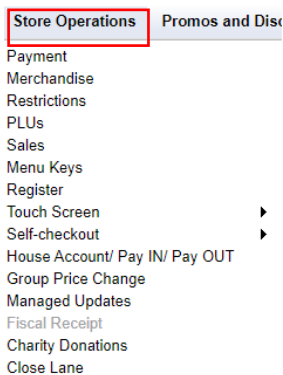 Store Operations Promos and Disc
Payment
Merchandise
Restrictions
PLUs
Sales
Menu Keys
Register
Touch Screen
Self-checkout
House Account/ Pay IN/ Pay OUT
Group Price Change
Managed Updates
Fiscal Receipt
Charity Donations
Close Lane